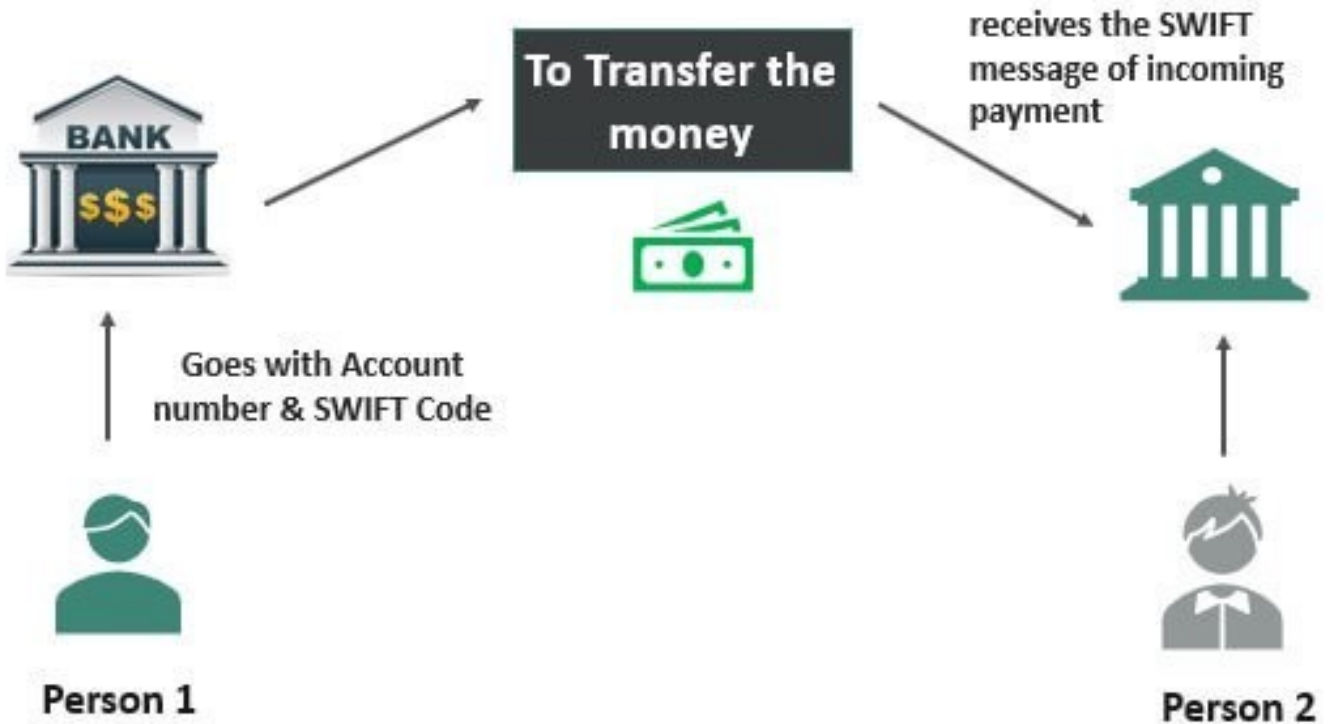 To Transfer the
money
receives the SWIFT
message of incoming
payment
BANK
$$$
Goes with Account
number & SWIFT Code
Person 1
Person 2